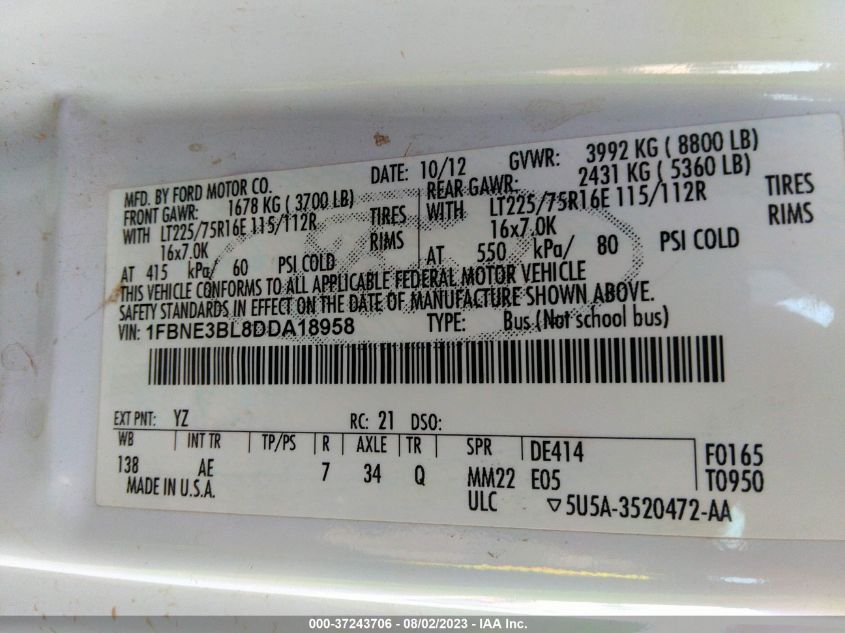 MFD. BY FORD MOTOR CO. DATE: 10/12 GVWR: 3992 KG ( 8800 LB)
FRONT GAWR: 1678 KG ( 3700 LB) REAR GAWR: 2431 KG ( 5360 LB)
WITH LT225/75R16E 115/112R TIRES WITH LT225/75R16E 115/112R TIRES
16x7.0K RIMS 16x7.0K RIMS
AT 415 kPa/ 60 PSI COLD AT 550 kPa/ 80 PSI COLD
THIS VEHICLE CONFORMS TO ALL APPLICABLE FEDERAL MOTOR VEHICLE
SAFETY STANDARDS IN EFFECT ON THE DATE OF MANUFACTURE SHOWN ABOVE.
VIN: 1FBNE3BL8DDA18958 TYPE: Bus (Not school bus)
EXT PNT: YZ RC: 21 DSO:
WB INT TR TP/PS R AXLE TR SPR DE414 F0165
138 AE 7 34 Q MM22 E05 T0950
MADE IN U.S.A. ULC ▽5U5A-3520472-AA
000-37243706 - 08/02/2023 - IAA Inc.